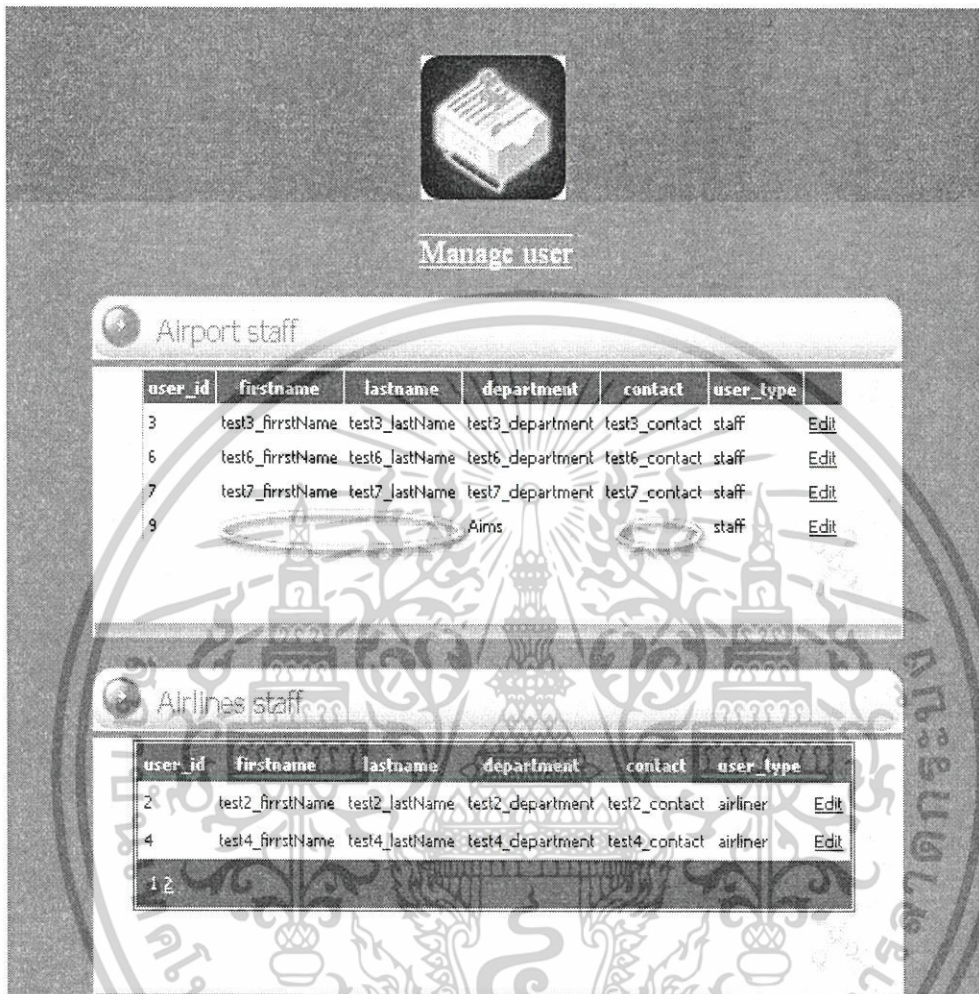 Manage user
Airport staff
user_id firstname lastname department contact user_type
3 test3_firrstName test3_lastName test3_department test3_contact staff Edit
6 test6_firrstName test6_lastName test6_department test6_contact staff Edit
7 test7_firrstName test7_lastName test7_department test7_contact staff Edit
9 Aims staff Edit
Airlines staff
user_id firstname lastname department contact user_type
2 test2_firrstName test2_lastName test2_department test2_contact airliner Edit
4 test4_firrstName test4_lastName test4_department test4_contact airliner Edit
1 2